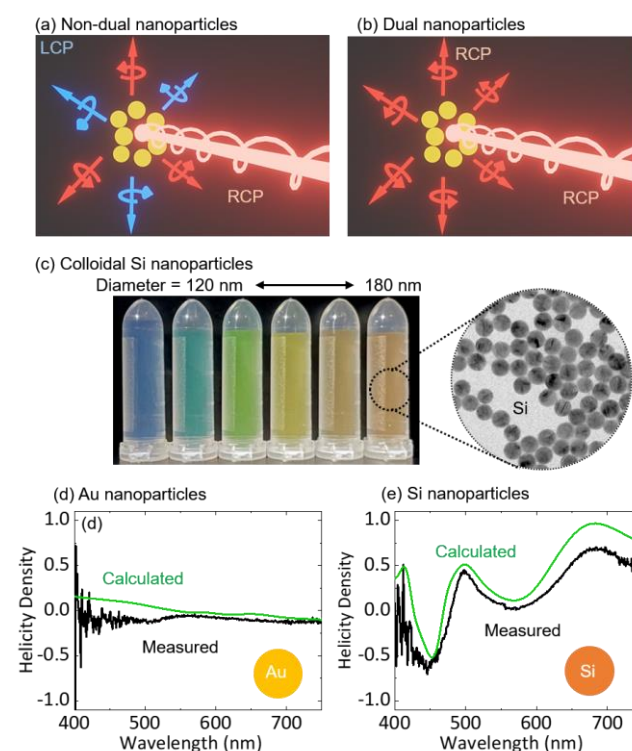 (a) Non-dual nanoparticles
LCP
RCP
(b) Dual nanoparticles
RCP
RCP
(c) Colloidal Si nanoparticles
Diameter = 120 nm
180 nm
Si
(d) Au nanoparticles
(d)
1.0
0.5
0.0
-0.5
-1.0
Helicity Density
Calculated
Measured
Au
400 500 600 700
Wavelength (nm)
(e) Si nanoparticles
1.0
0.5
0.0
-0.5
-1.0
Helicity Density
Calculated
Measured
Si
400 500 600 700
Wavelength (nm)